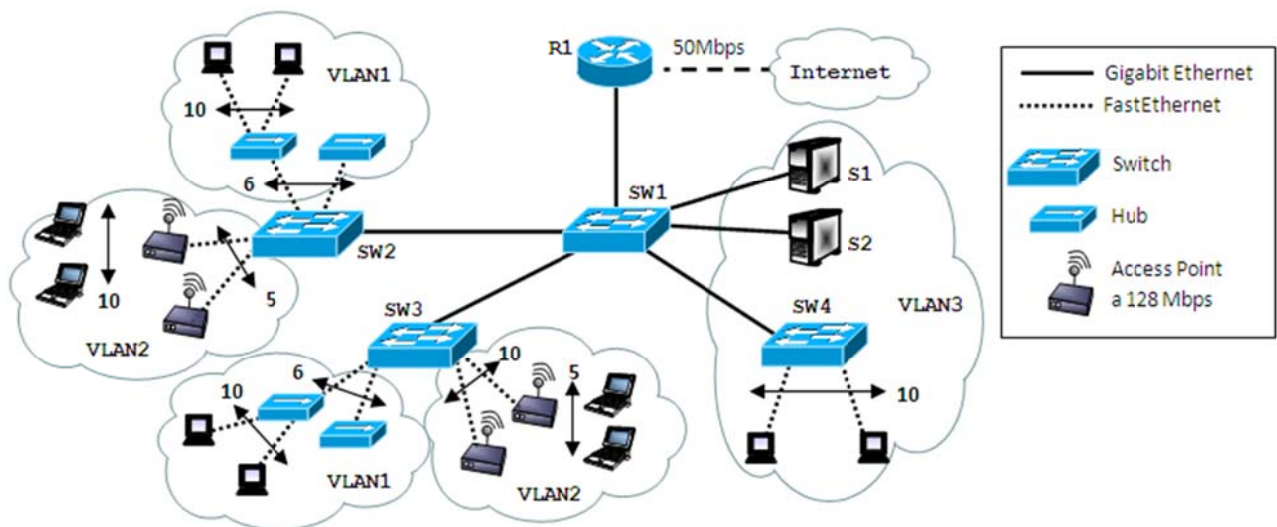 VLAN1
10
6
R1
50Mbps
Internet
Gigabit Ethernet
FastEthernet
Switch
Hub
Access Point
a 128 Mbps
SW1
S1
S2
SW2
10
5
VLAN2
SW3
SW4
VLAN3
10
6
10
VLAN1
10
5
VLAN2